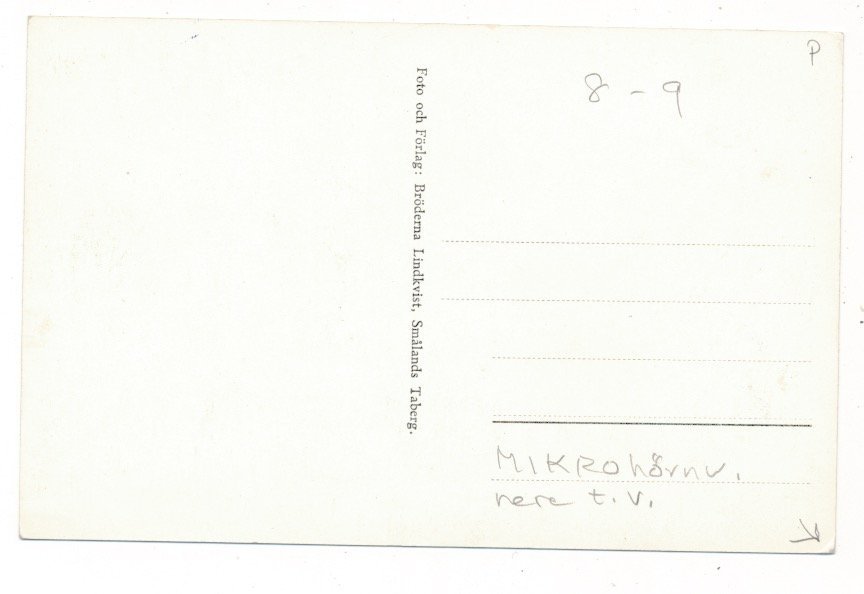 P
8 - 9
Foto och Förlag: Bröderna Lindkvist, Smålands Taberg.
MIKROhörnv.
nere t.v.